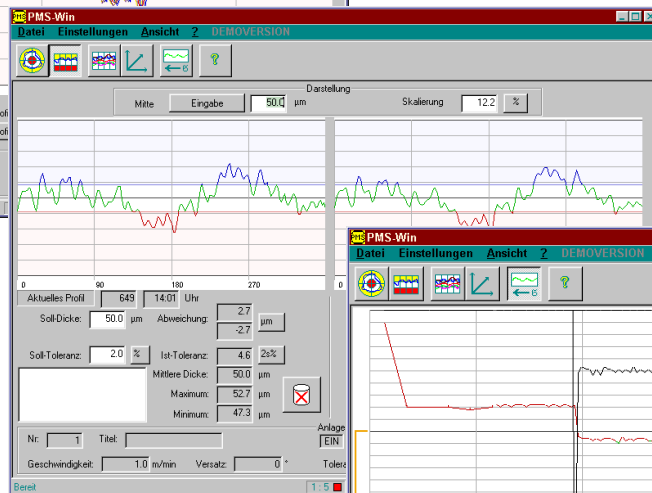 PMS-Win
Datei Einstellungen Ansicht ? DEMOVERSION
Darstellung
Mitte Eingabe 50.0 µm Skalierung 12.2 %
0 90 180 270 0
Aktuelles Profil 649 14:01 Uhr
Soll-Dicke: 50.0 µm Abweichung: 2.7 -2.7 µm
Soll-Toleranz: 2.0 % Ist-Toleranz: 4.6 2s%
Mittlere Dicke: 50.0 µm
Maximum: 52.7 µm
Minimum: 47.3 µm
Anlage
Nr: 1 Titel: EIN
Geschwindigkeit: 1.0 m/min Versatz: 0 ° Tolera
Bereit 1 : 5
PMS-Win
Datei Einstellungen Ansicht ? DEMOVERSION